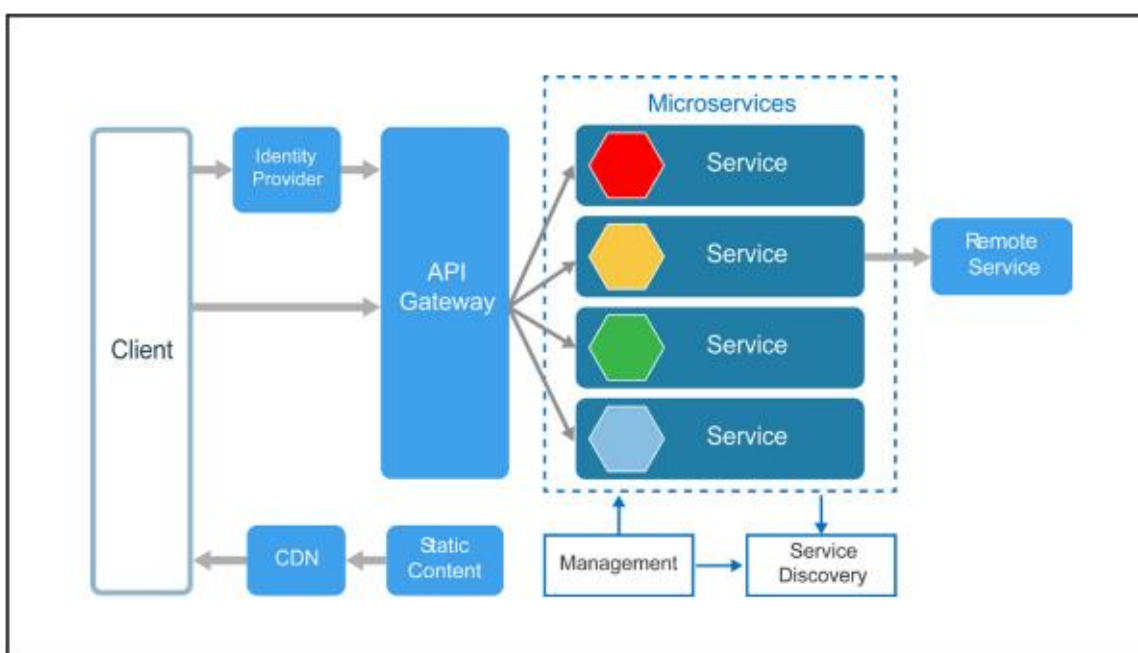 Microservices
Identity
Provider
Service
API
Gateway
Service
Remote
Service
Client
Service
Service
CDN
Static
Content
Management
Service
Discovery